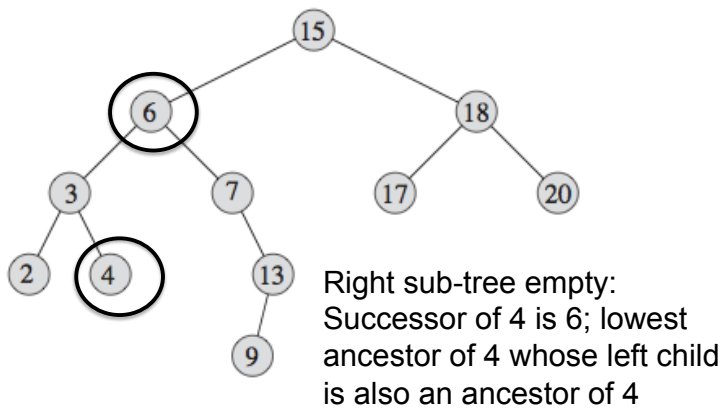 15
6
18
3
7
17
20
2
4
13
Right sub-tree empty:
Successor of 4 is 6; lowest
ancestor of 4 whose left child
9
is also an ancestor of 4